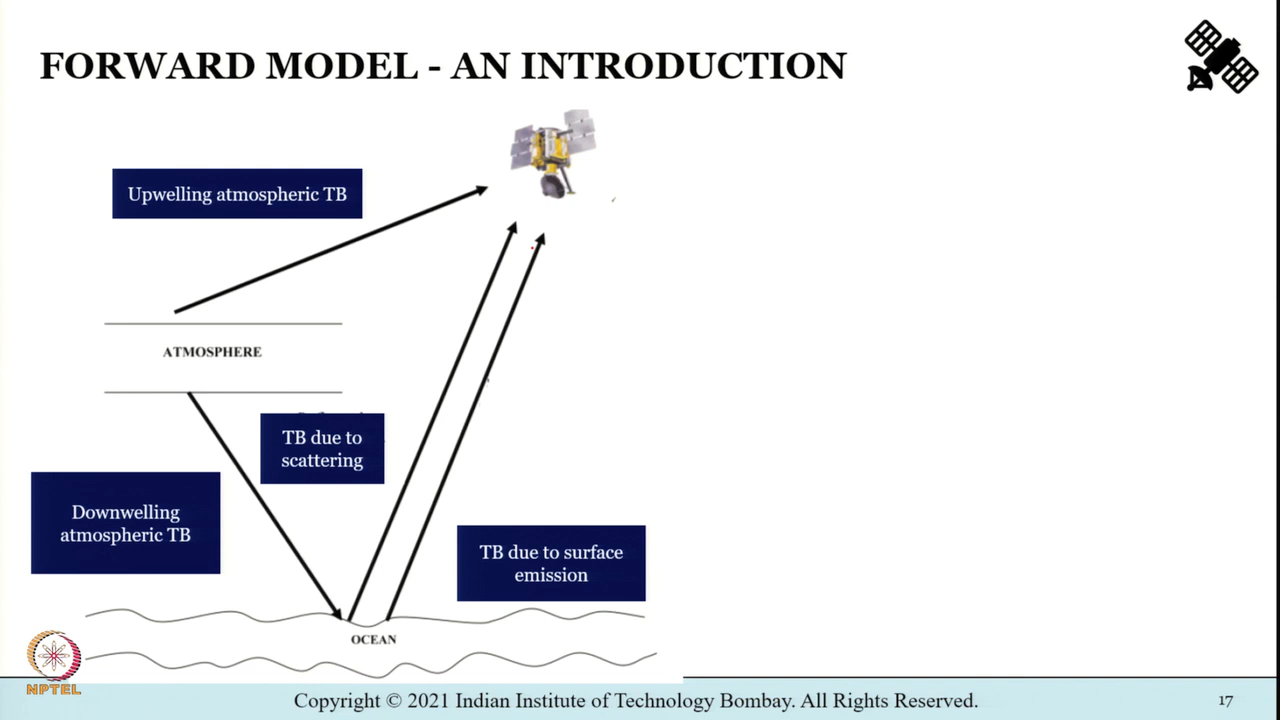 FORWARD MODEL - AN INTRODUCTION
Upwelling atmospheric TB
ATMOSPHERE
TB due to
scattering
Downwelling
atmospheric TB
TB due to surface
emission
OCEAN
NPTEL
Copyright © 2021 Indian Institute of Technology Bombay. All Rights Reserved.
17